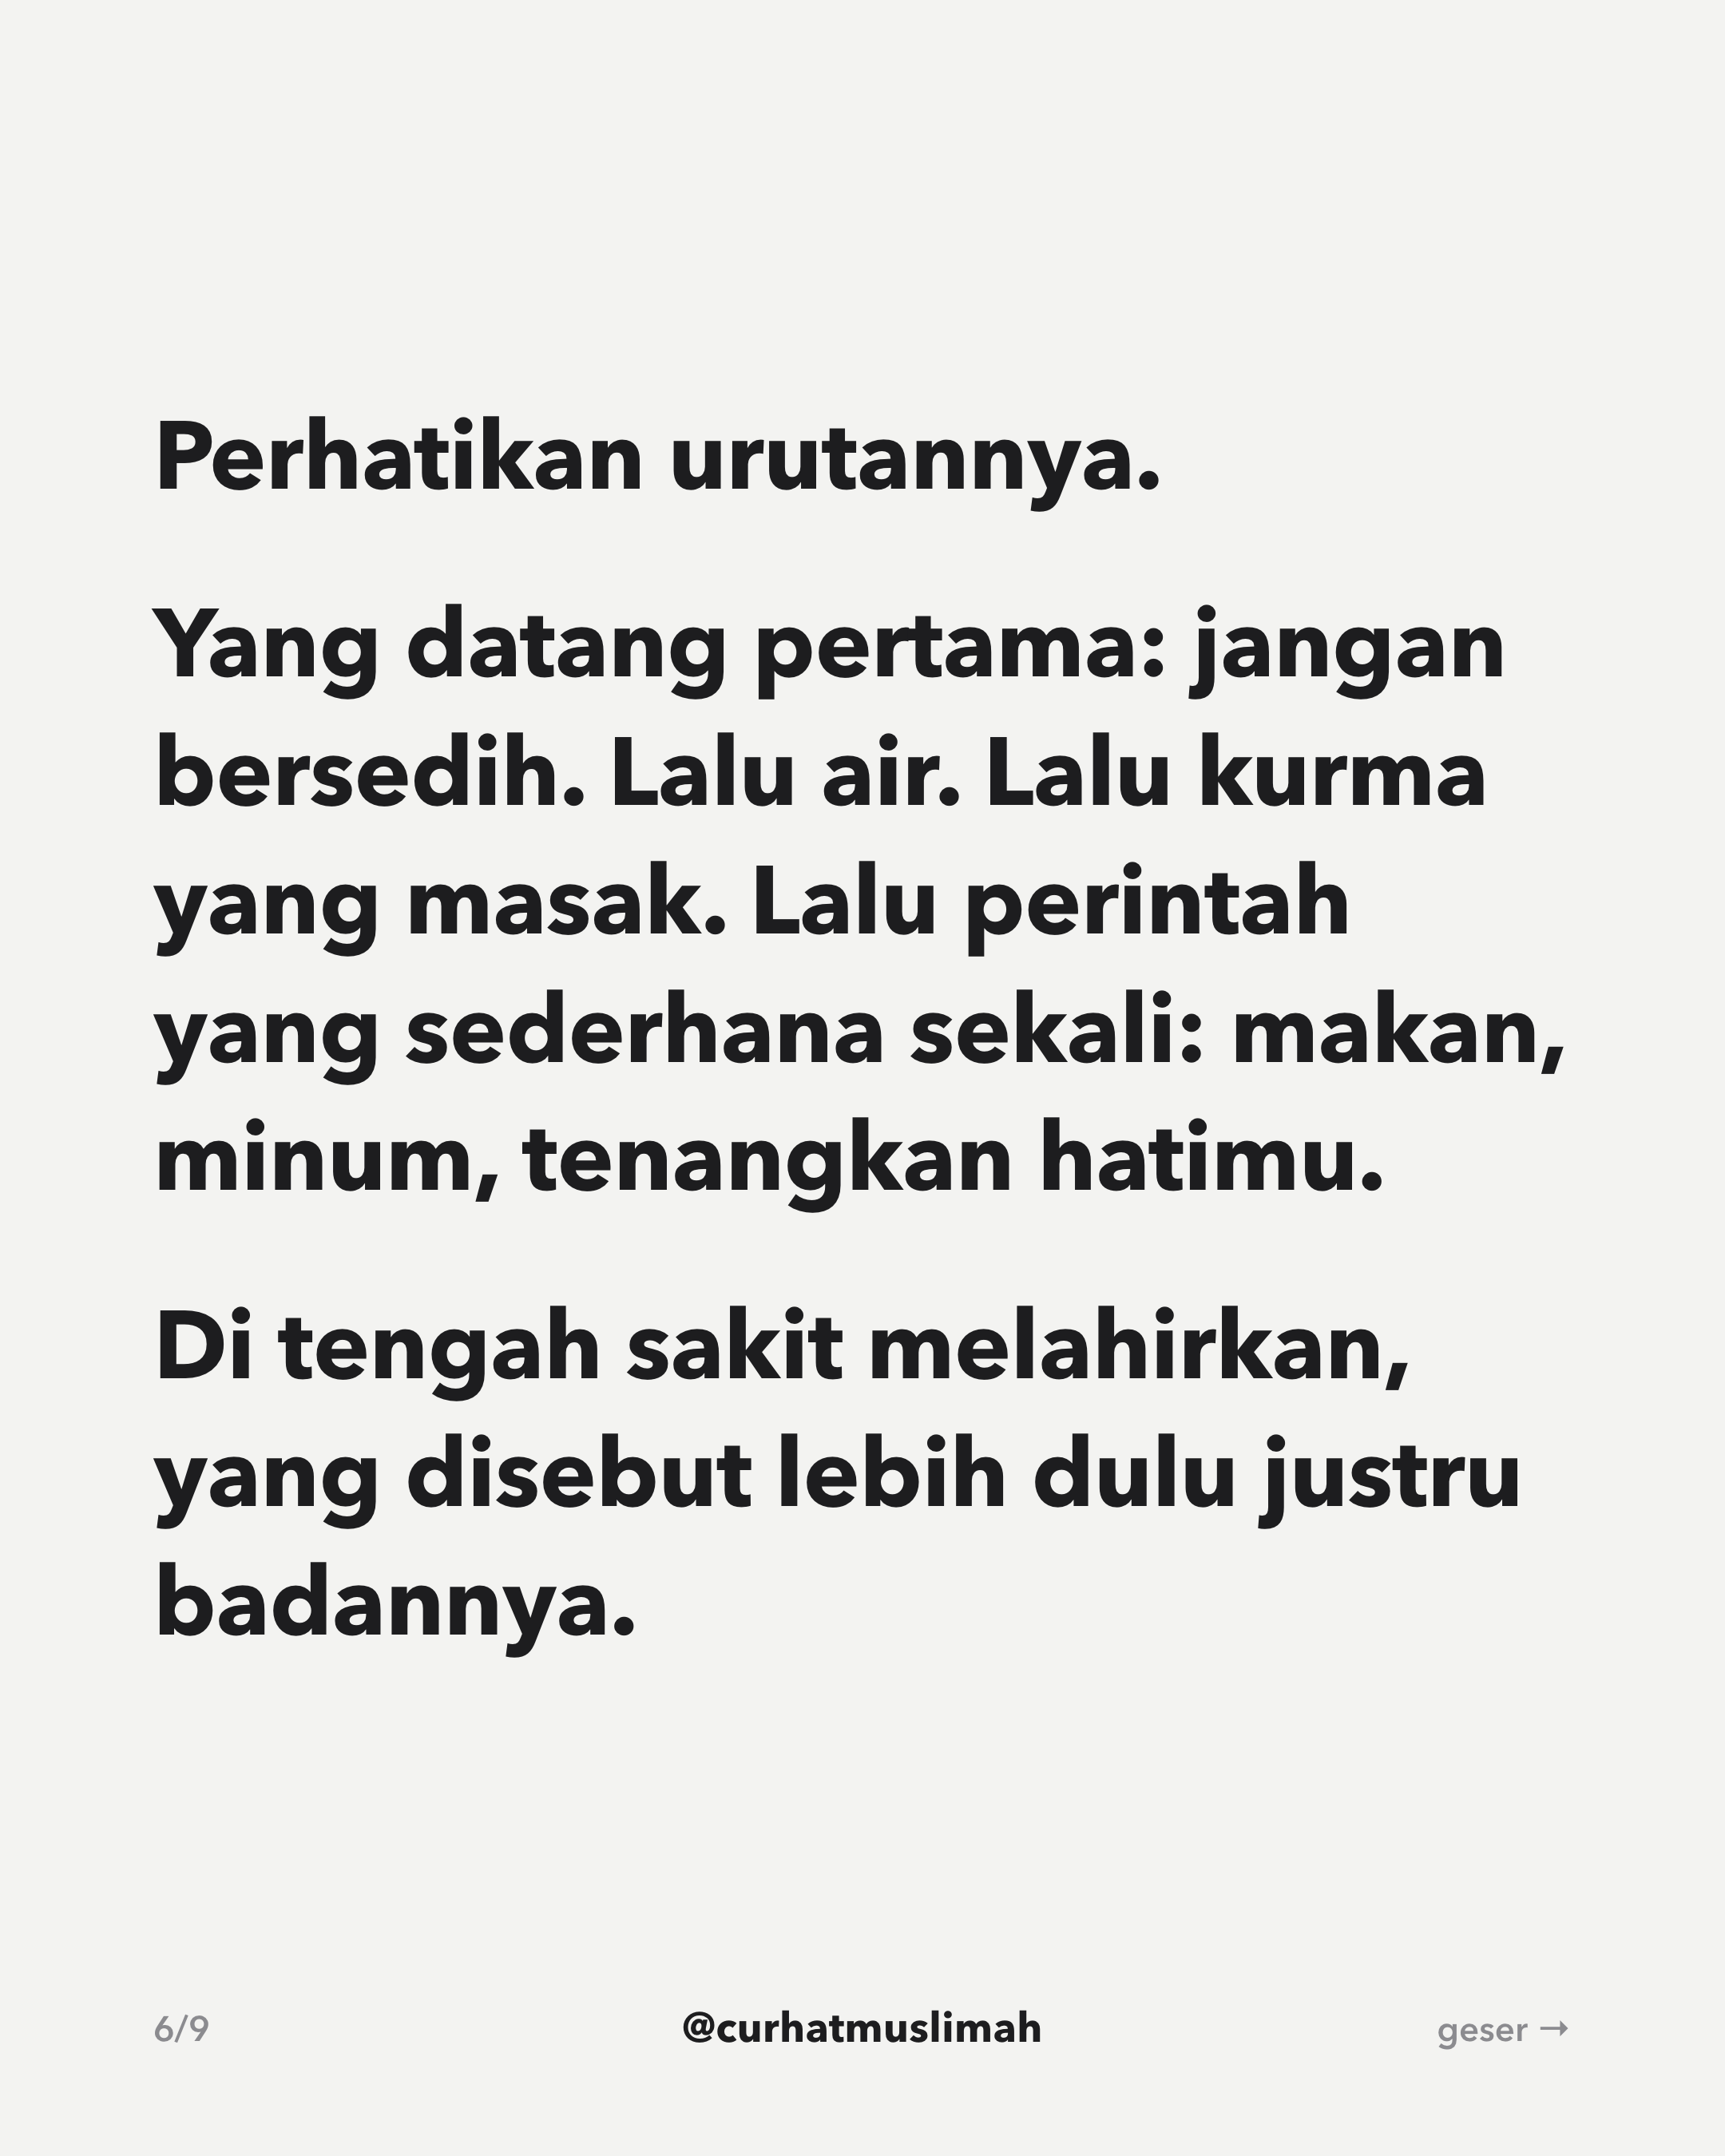 Perhatikan urutannya.
Yang datang pertama: jangan
bersedih. Lalu air. Lalu kurma
yang masak. Lalu perintah
yang sederhana sekali: makan,
minum, tenangkan hatimu.
Di tengah sakit melahirkan,
yang disebut lebih dulu justru
badannya.
6/9
@curhatmuslimah
geser →